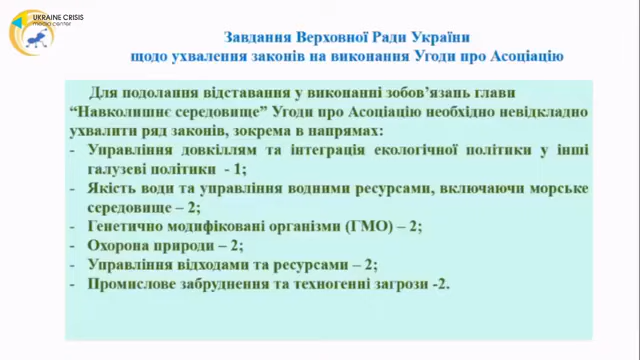 UKRAINE CRISIS
media center
Завдання Верховної Ради України
щодо ухвалення законів на виконання Угоди про Асоціацію
Для подолання відставання у виконанні зобов’язань глави
“Навколишнє середовище” Угоди про Асоціацію необхідно невідкладно
ухвалити ряд законів, зокрема в напрямах:
- Управління довкіллям та інтеграція екологічної політики у інші
галузеві політики - 1;
- Якість води та управління водними ресурсами, включаючи морське
середовище – 2;
- Генетично модифіковані організми (ГМО) – 2;
- Охорона природи – 2;
- Управління відходами та ресурсами – 2;
- Промислове забруднення та техногенні загрози -2.